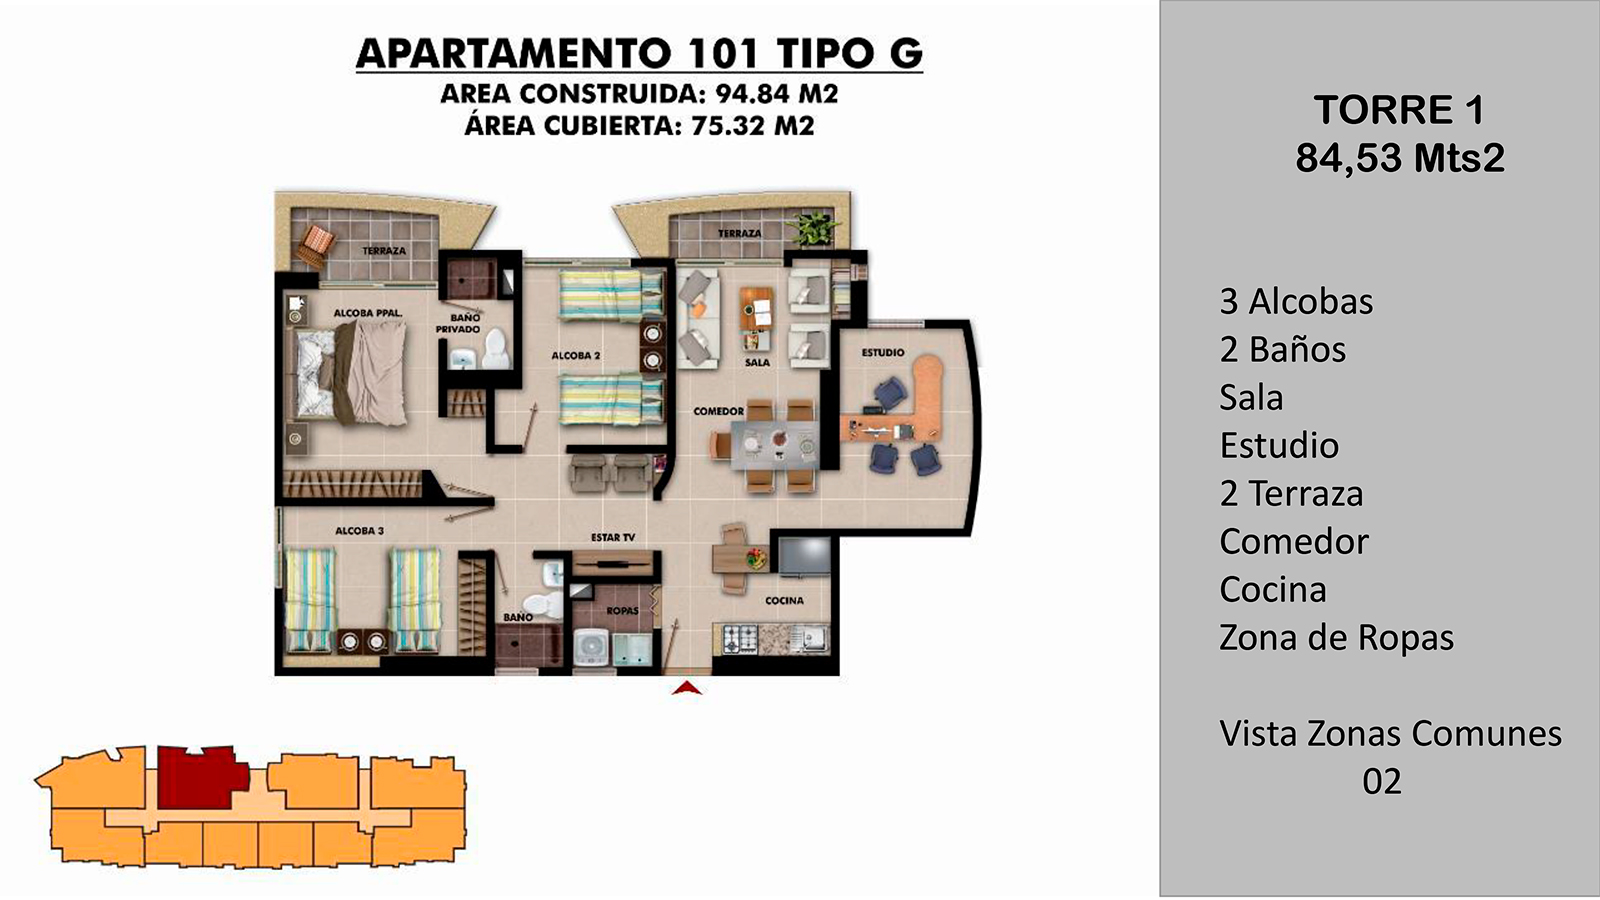 APARTAMENTO 101 TIPO G
AREA CONSTRUIDA: 94.84 M2
ÁREA CUBIERTA: 75.32 M2
TERRAZA
TERRAZA
ALCOBA PPAL.
BAÑO
PRIVADO
ALCOBA 2
SALA
ESTUDIO
COMEDOR
ALCOBA 3
ESTAR TV
BAÑO
ROPAS
COCINA
TORRE 1
84,53 Mts2
3 Alcobas
2 Baños
Sala
Estudio
2 Terraza
Comedor
Cocina
Zona de Ropas
Vista Zonas Comunes
02